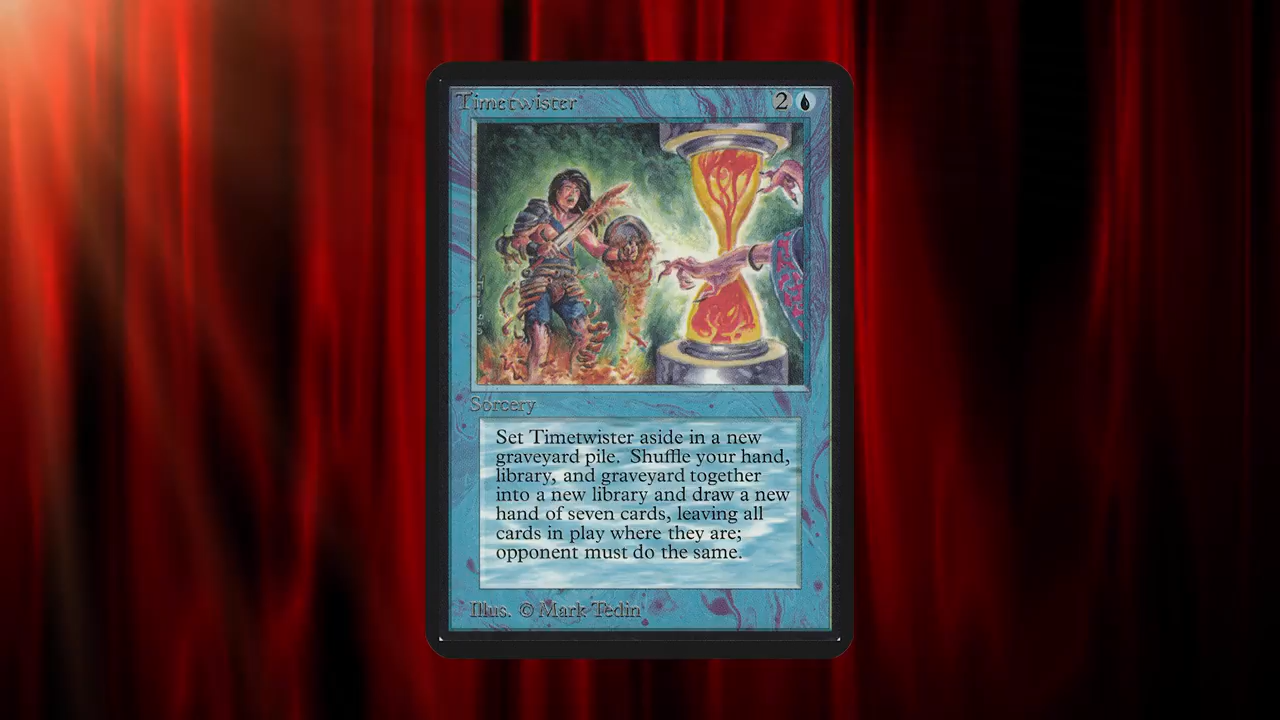 Timetwister 2
Sorcery
Set Timetwister aside in a new
graveyard pile. Shuffle your hand,
library, and graveyard together
into a new library and draw a new
hand of seven cards, leaving all
cards in play where they are;
opponent must do the same.
Illus. © Mark Tedin